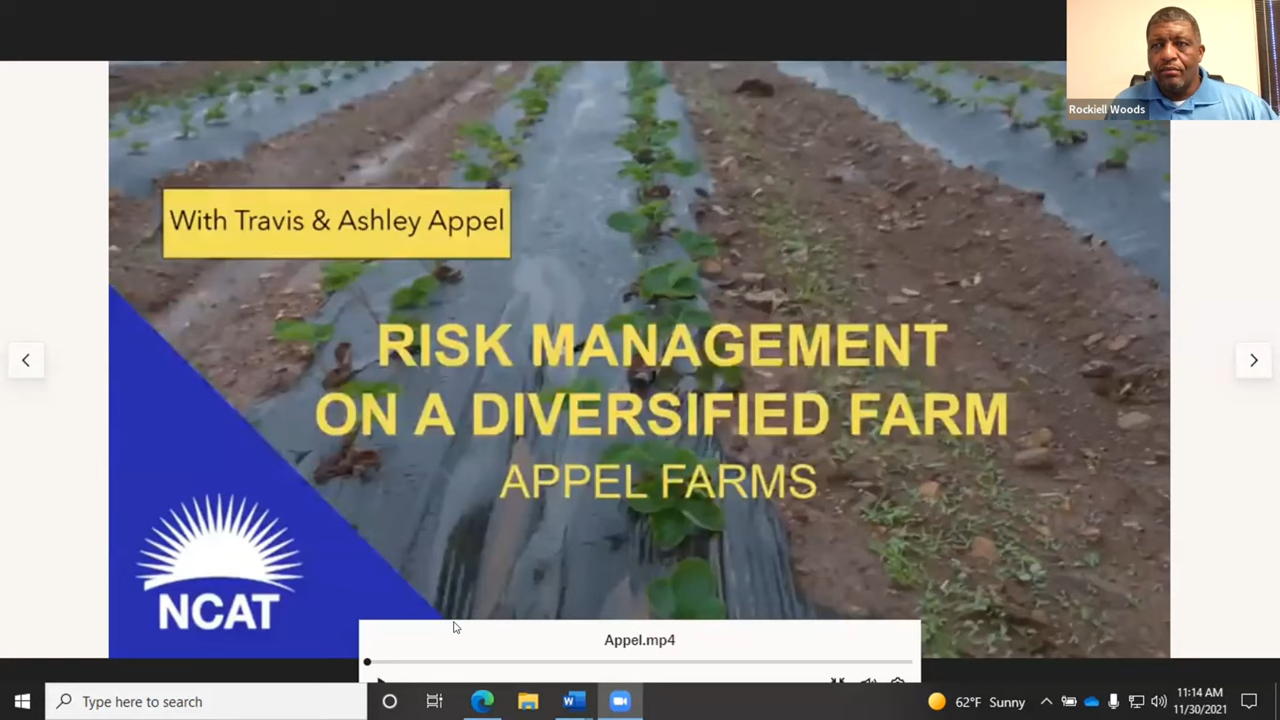 Rockiell Woods
With Travis & Ashley Appel
RISK MANAGEMENT
ON A DIVERSIFIED FARM
APPEL FARMS
NCAT
Appel.mp4
Type here to search
62°F Sunny
11:14 AM
11/30/2021